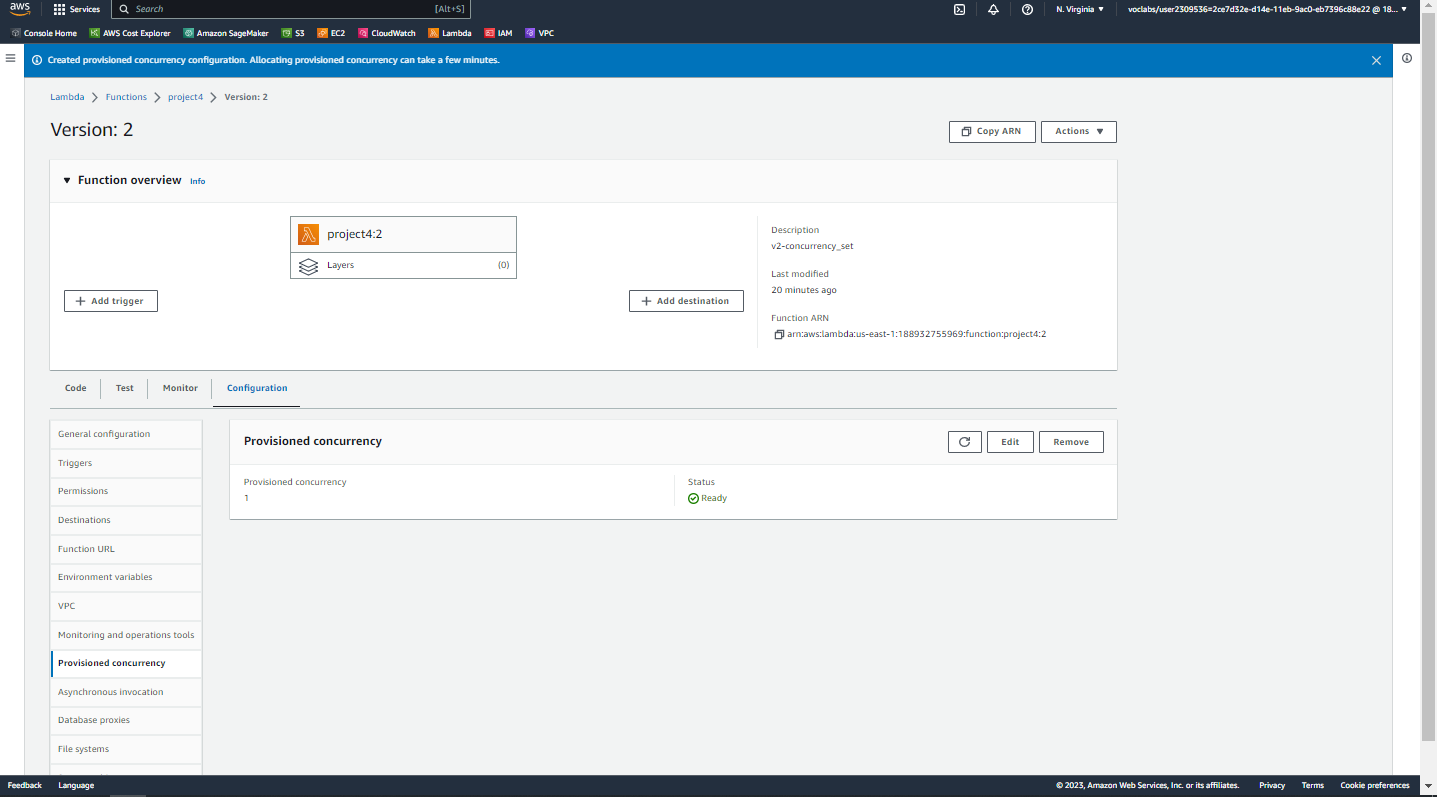 aws Services Search [Alt+S] N. Virginia voclabs/user2309536=2ce7d32e-d14e-11eb-9ac0-eb7396c88e22 @ 18...
Console Home AWS Cost Explorer Amazon SageMaker S3 EC2 CloudWatch Lambda IAM VPC
Created provisioned concurrency configuration. Allocating provisioned concurrency can take a few minutes.
Lambda Functions project4 Version: 2
Version: 2
Copy ARN Actions
Function overview Info
project4:2
Layers (0)
Add trigger
Add destination
Description
v2-concurrency_set
Last modified
20 minutes ago
Function ARN
arn:aws:lambda:us-east-1:188932755969:function:project4:2
Code Test Monitor Configuration
General configuration
Triggers
Permissions
Destinations
Function URL
Environment variables
VPC
Monitoring and operations tools
Provisioned concurrency
Asynchronous invocation
Database proxies
File systems
Provisioned concurrency
Edit Remove
Provisioned concurrency
1
Status
Ready
Feedback Language © 2023, Amazon Web Services, Inc. or its affiliates. Privacy Terms Cookie preferences